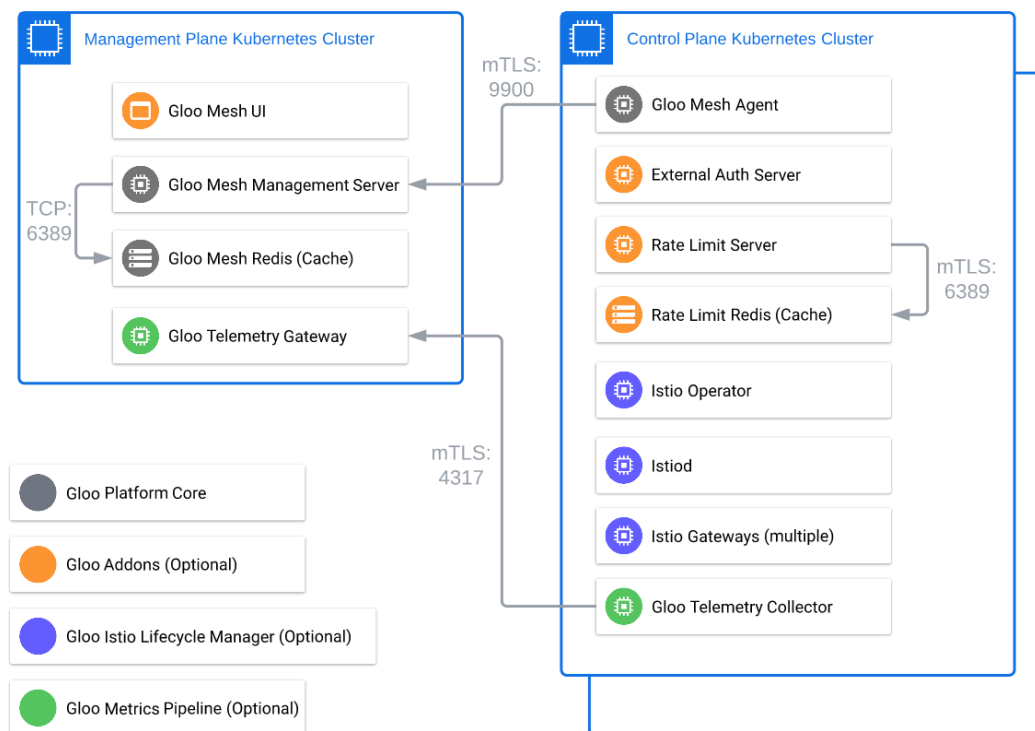 Management Plane Kubernetes Cluster
Gloo Mesh UI
Gloo Mesh Management Server
TCP:
6389
Gloo Mesh Redis (Cache)
Gloo Telemetry Gateway
mTLS:
9900
mTLS:
4317
Control Plane Kubernetes Cluster
Gloo Mesh Agent
External Auth Server
Rate Limit Server
mTLS:
6389
Rate Limit Redis (Cache)
Istio Operator
Istiod
Istio Gateways (multiple)
Gloo Telemetry Collector
Gloo Platform Core
Gloo Addons (Optional)
Gloo Istio Lifecycle Manager (Optional)
Gloo Metrics Pipeline (Optional)